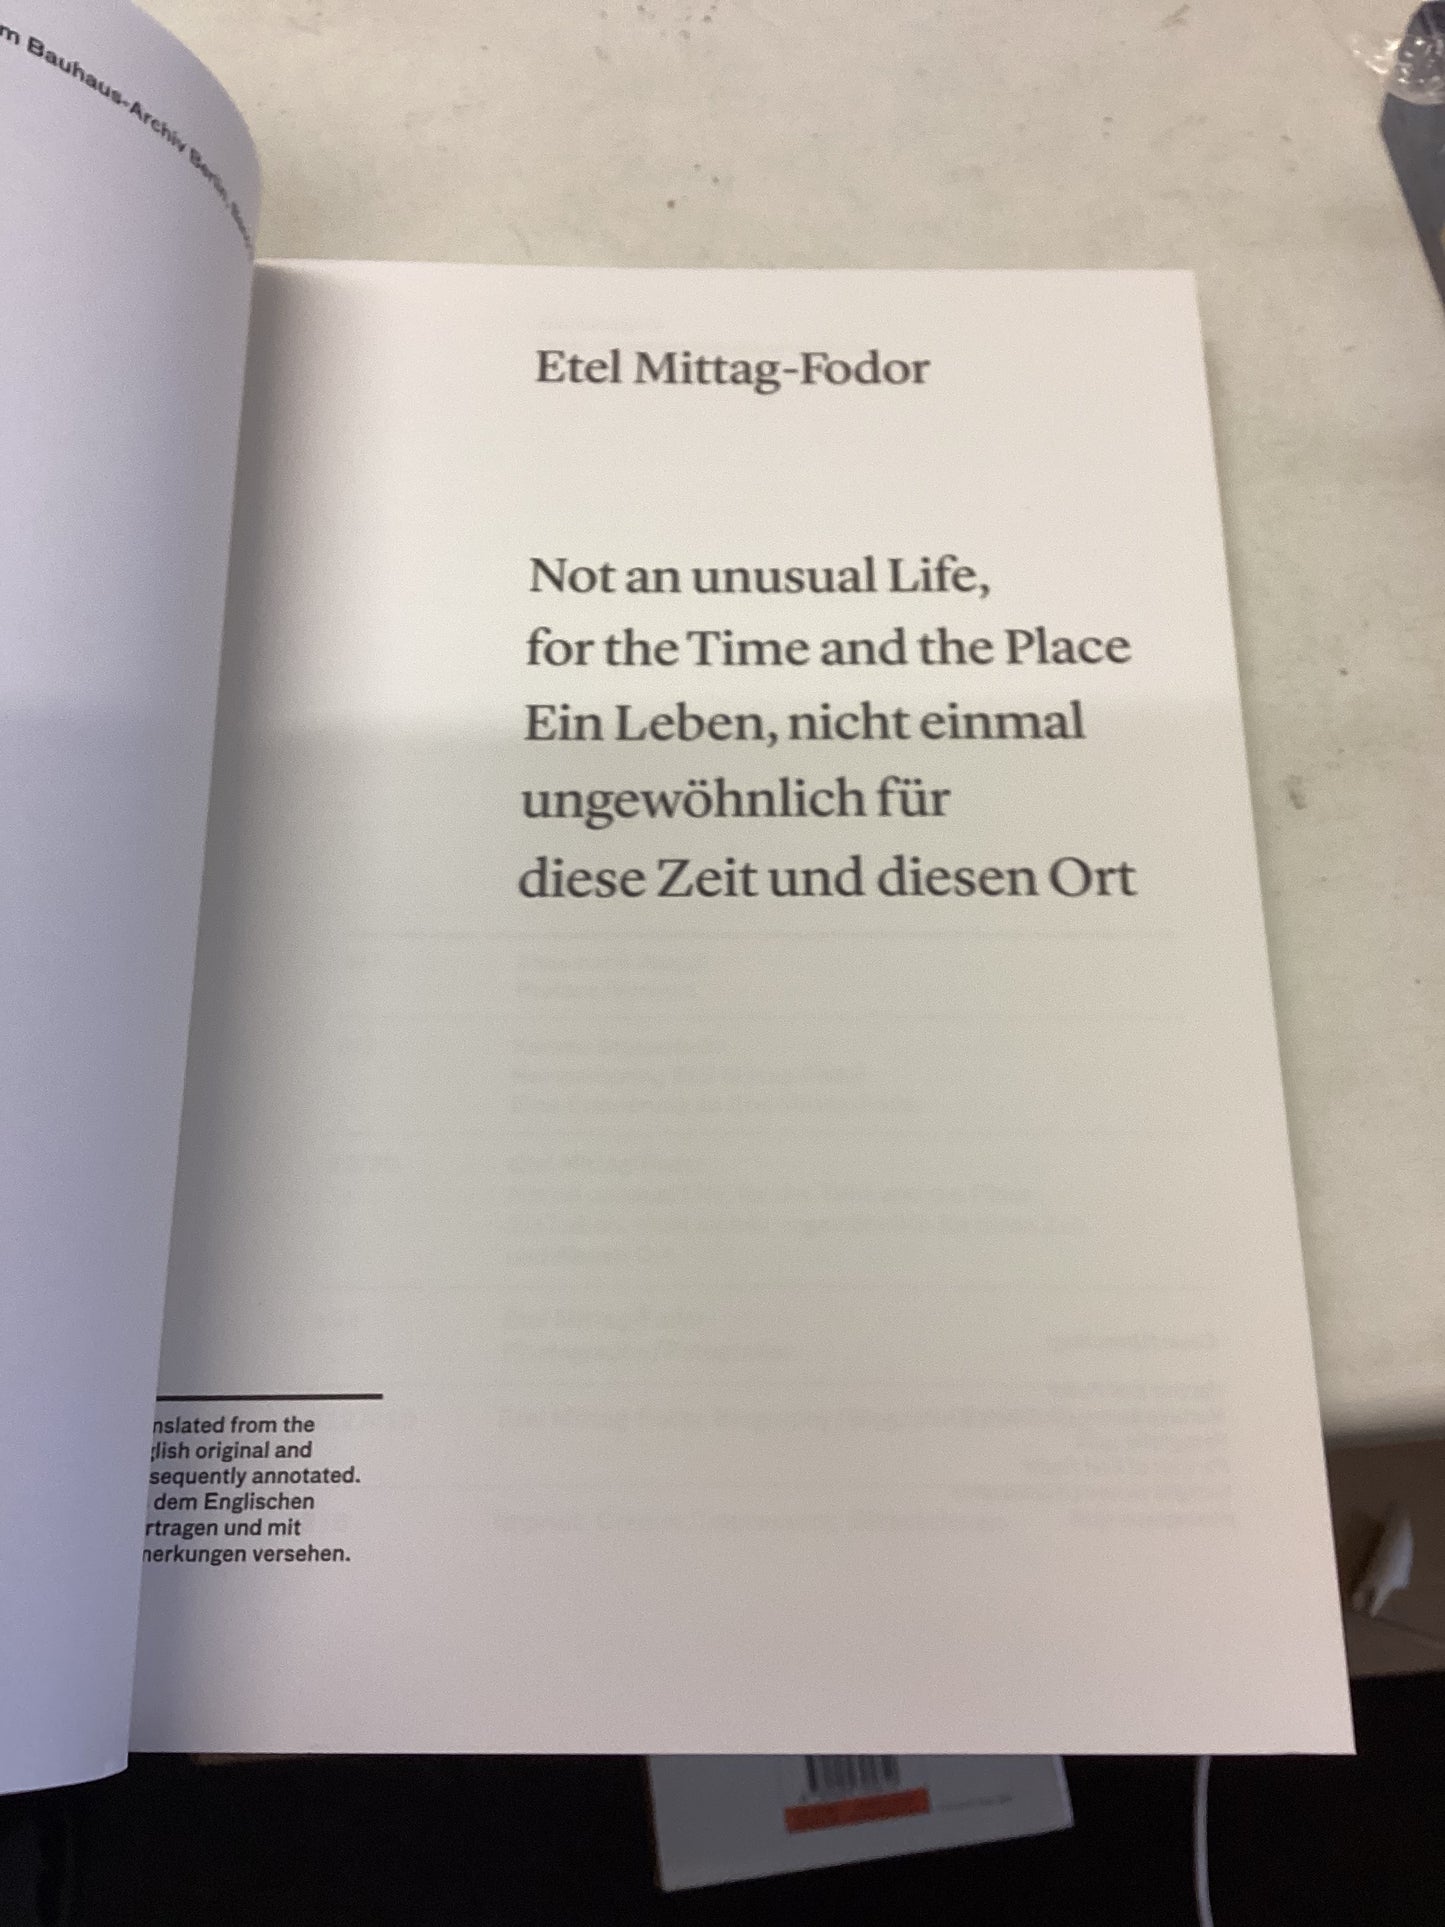 Bauhaus-Archiv Berlin,
Etel Mittag-Fodor
Not an unusual Life,
for the Time and the Place
Ein Leben, nicht einmal
ungewöhnlich für
diese Zeit und diesen Ort
nslated from the
lish original and
sequently annotated.
dem Englischen
rtragen und mit
merkungen versehen.